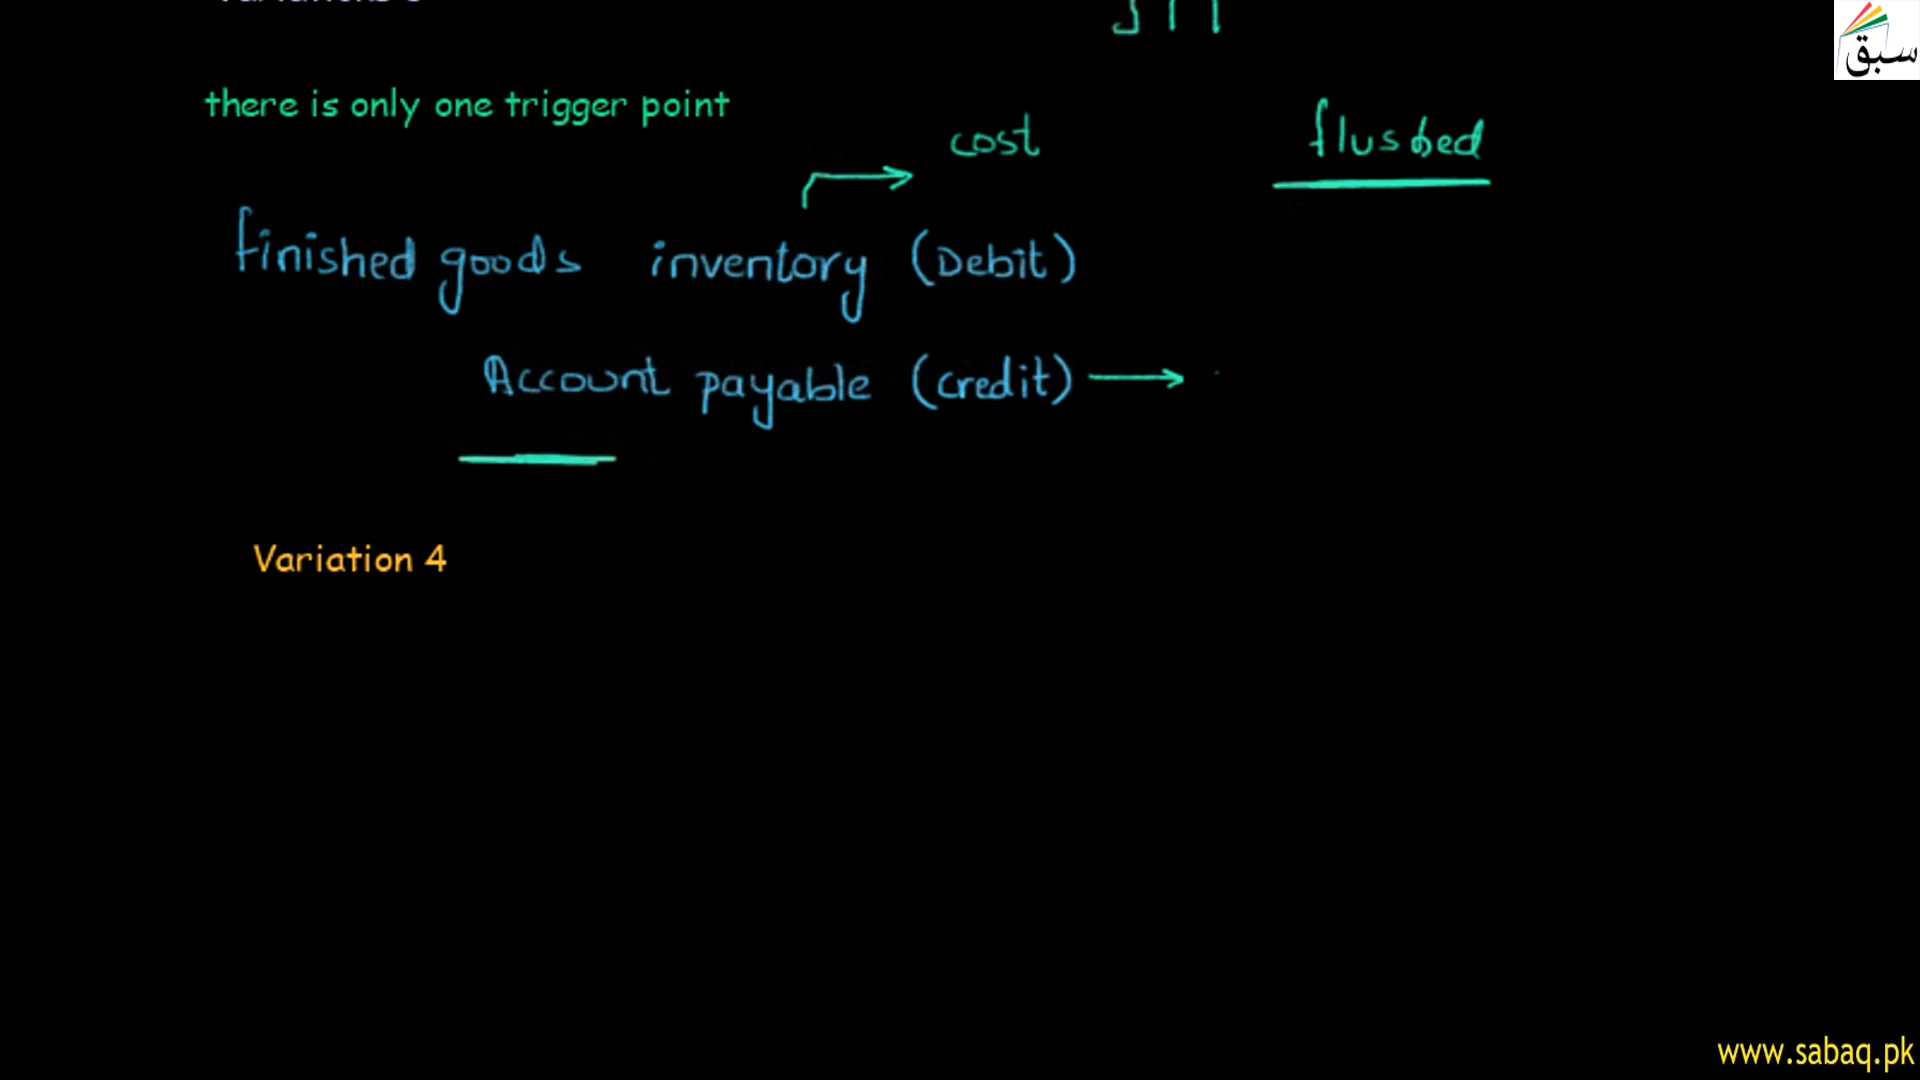 سبق
there is only one trigger point
cost
flushed
finished goods inventory (Debit)
Account payable (credit)
Variation 4
www.sabaq.pk